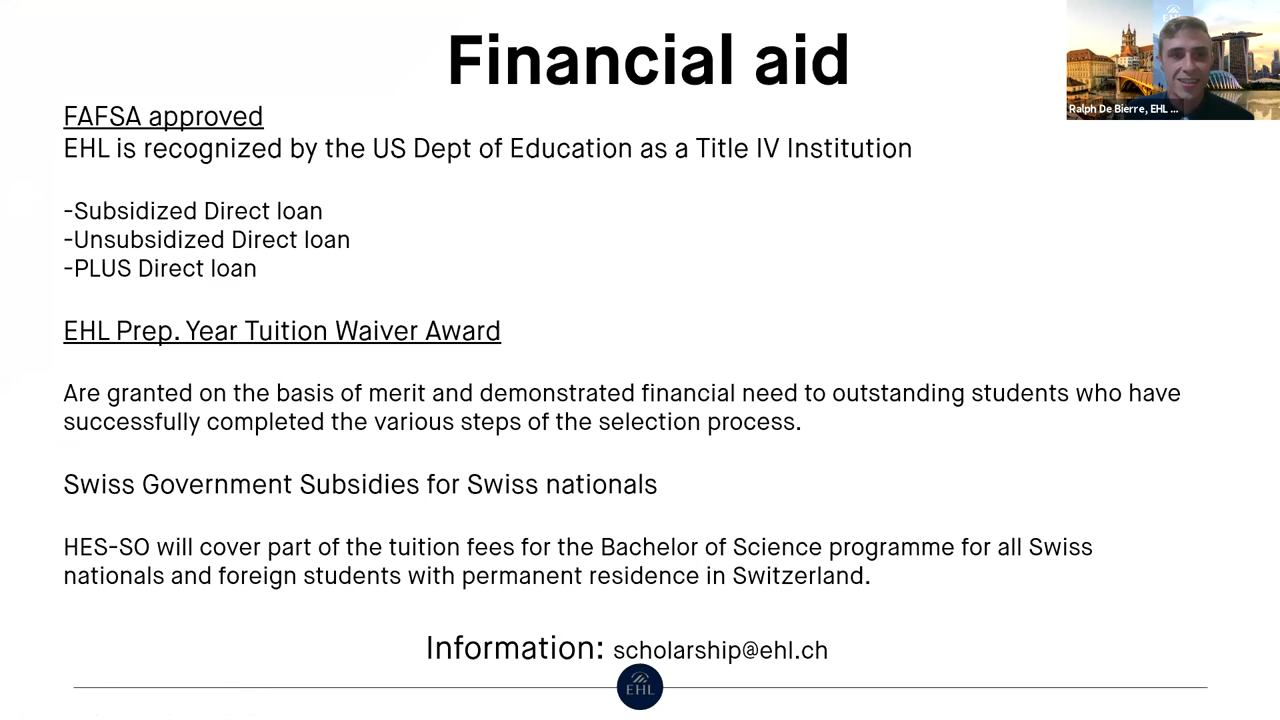 Financial aid
EHL
Ralph De Bierre, EHL ...
FAFSA approved
EHL is recognized by the US Dept of Education as a Title IV Institution
-Subsidized Direct loan
-Unsubsidized Direct loan
-PLUS Direct loan
EHL Prep. Year Tuition Waiver Award
Are granted on the basis of merit and demonstrated financial need to outstanding students who have
successfully completed the various steps of the selection process.
Swiss Government Subsidies for Swiss nationals
HES-SO will cover part of the tuition fees for the Bachelor of Science programme for all Swiss
nationals and foreign students with permanent residence in Switzerland.
Information: scholarship@ehl.ch
EHL